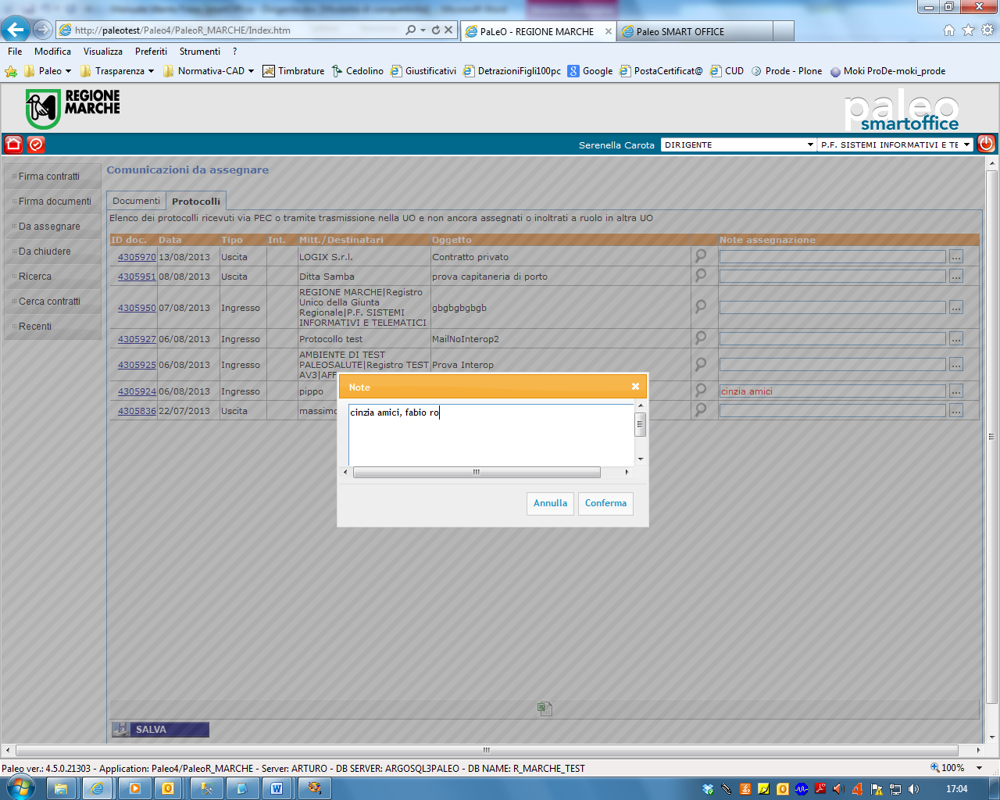 http://paleotest/Paleo4/PaleoR_MARCHE/Index.htm
PaLeO - REGIONE MARCHE
Paleo SMART OFFICE
File Modifica Visualizza Preferiti Strumenti ?
Paleo Trasparenza Normativa-CAD Timbrature Cedolino Giustificativi DetrazioniFigli100pc Google PostaCertificat@ CUD Prode - Plone Moki ProDe-moki_prode
REGIONE
MARCHE
paleo
smartoffice
Serenella Carota DIRIGENTE P.F. SISTEMI INFORMATIVI E TE
Firma contratti
Firma documenti
Da assegnare
Da chiudere
Ricerca
Cerca contratti
Recenti
Comunicazioni da assegnare
Documenti Protocolli
Elenco dei protocolli ricevuti via PEC o tramite trasmissione nella UO e non ancora assegnati o inoltrati a ruolo in altra UO
ID doc. Data Tipo Int. Mitt./Destinatari Oggetto Note assegnazione
4305970 13/08/2013 Uscita LOGIX S.r.l. Contratto privato ...
4305951 08/08/2013 Uscita Ditta Samba prova capitaneria di porto ...
REGIONE MARCHE|Registro
Unico della Giunta
4305950 07/08/2013 Ingresso Regionale|P.F. SISTEMI gbgbgbgbgb ...
INFORMATIVI E TELEMATICI
4305927 06/08/2013 Ingresso Protocollo test MailNoInterop2 ...
AMBIENTE DI TEST
4305925 06/08/2013 Ingresso PALEOSALUTE|Registro TEST Prova Interop ...
AV3|AFF
4305924 06/08/2013 Ingresso pippo cinzia amici ...
4305836 22/07/2013 Uscita massimo ...
Note
cinzia amici, fabio ro
Annulla Conferma
SALVA
Paleo ver.: 4.5.0.21303 - Application: Paleo4/PaleoR_MARCHE - Server: ARTURO - DB SERVER: ARGOSQL3PALEO - DB NAME: R_MARCHE_TEST
100%
17:04